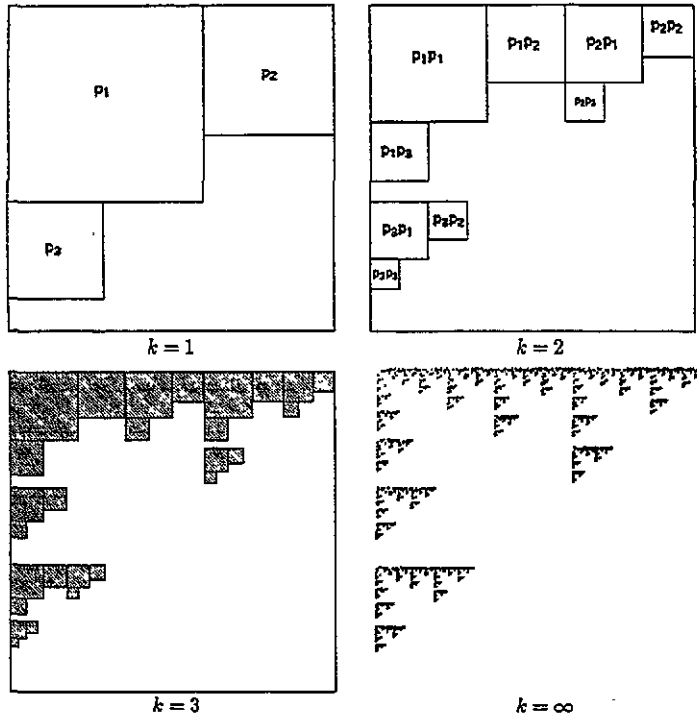 p₁
p₂
p₃
k = 1
p₁p₁
p₁p₂
p₂p₁
p₂p₂
p₂p₃
p₁p₃
p₃p₁
p₃p₂
p₃p₃
k = 2
k = 3
k = ∞